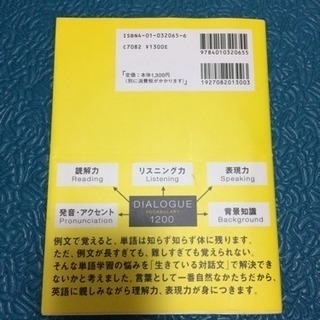 ISBN4-01-032065-6
C7082 ¥1300E
「定価：本体1,300円
(別に消費税がかかります)」
9784010320655
1927082013003
読解力
Reading
リスニング力
Listening
表現力
Speaking
発音・アクセント
Pronunciation
DIALOGUE
VOCABULARY
1200
背景知識
Background
例文で覚えると、単語は知らず知らず体に残ります。
ただ、例文が長すぎても、難しすぎても覚えられない。
そんな単語学習の悩みを「生きている対話文」で解決でき
ないかと考えました。言葉として一番自然なかたちだから、
英語に親しみながら理解力、表現力が身につきます。